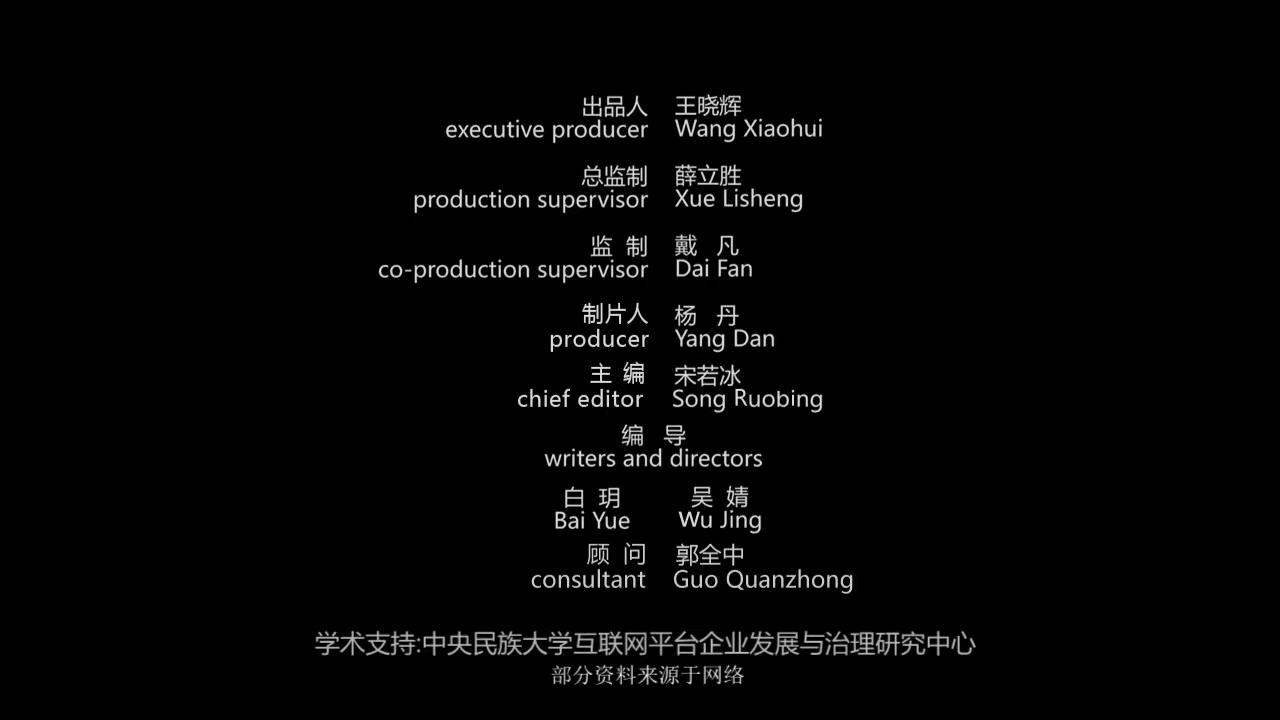 出品人 王晓辉
executive producer Wang Xiaohui
总监制 薛立胜
production supervisor Xue Lisheng
监 制 戴 凡
co-production supervisor Dai Fan
制片人 杨 丹
producer Yang Dan
主 编 宋若冰
chief editor Song Ruobing
编 导
writers and directors
白 玥 吴 婧
Bai Yue Wu Jing
顾 问 郭全中
consultant Guo Quanzhong
学术支持:中央民族大学互联网平台企业发展与治理研究中心
部分资料来源于网络